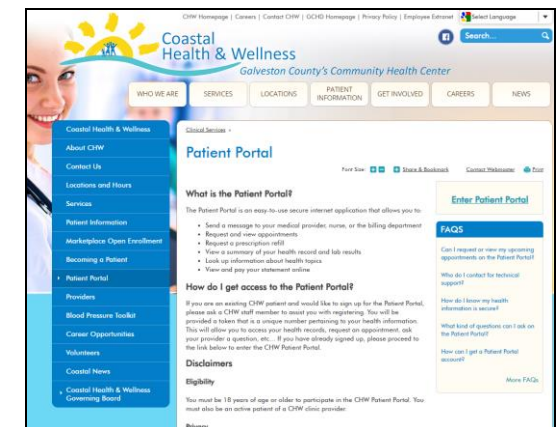 CHW Homepage | Careers | Contact CHW | GCHD Homepage | Privacy Policy | Employee Extranet Select Language
Search...
Coastal
Health & Wellness
Galveston County's Community Health Center
WHO WE ARE
SERVICES
LOCATIONS
PATIENT
INFORMATION
GET INVOLVED
CAREERS
NEWS
Coastal Health & Wellness
About CHW
Contact Us
Locations and Hours
Services
Patient Information
Marketplace Open Enrollment
Becoming a Patient
Patient Portal
Providers
Blood Pressure Toolkit
Career Opportunities
Volunteers
Coastal News
Coastal Health & Wellness
Governing Board
Clinical Services
Patient Portal
Font Size: Share & Bookmark Contact Webmaster Print
What is the Patient Portal?
The Patient Portal is an easy-to-use secure internet application that allows you to:
Send a message to your medical provider, nurse, or the billing department
Request and view appointments
Request a prescription refill
View a summary of your health record and lab results
Look up information about health topics
View and pay your statement online
How do I get access to the Patient Portal?
If you are an existing CHW patient and would like to sign up for the Patient Portal,
please ask a CHW staff member to assist you with registering. You will be
provided a token that is a unique number pertaining to your health information.
This will allow you to access your health records, request an appointment, ask
your provider a question, etc... If you have already signed up, please proceed to
the link below to enter the CHW Patient Portal.
Disclaimers
Eligibility
You must be 18 years of age or older to participate in the CHW Patient Portal. You
must also be an active patient of a CHW clinic provider.
Privacy
Enter Patient Portal
FAQS
Can I request or view my upcoming
appointments on the Patient Portal?
Who do I contact for technical
support?
How do I know my health
information is secure?
What kind of questions can I ask on
the Patient Portal?
How can I get a Patient Portal
account?
More FAQs